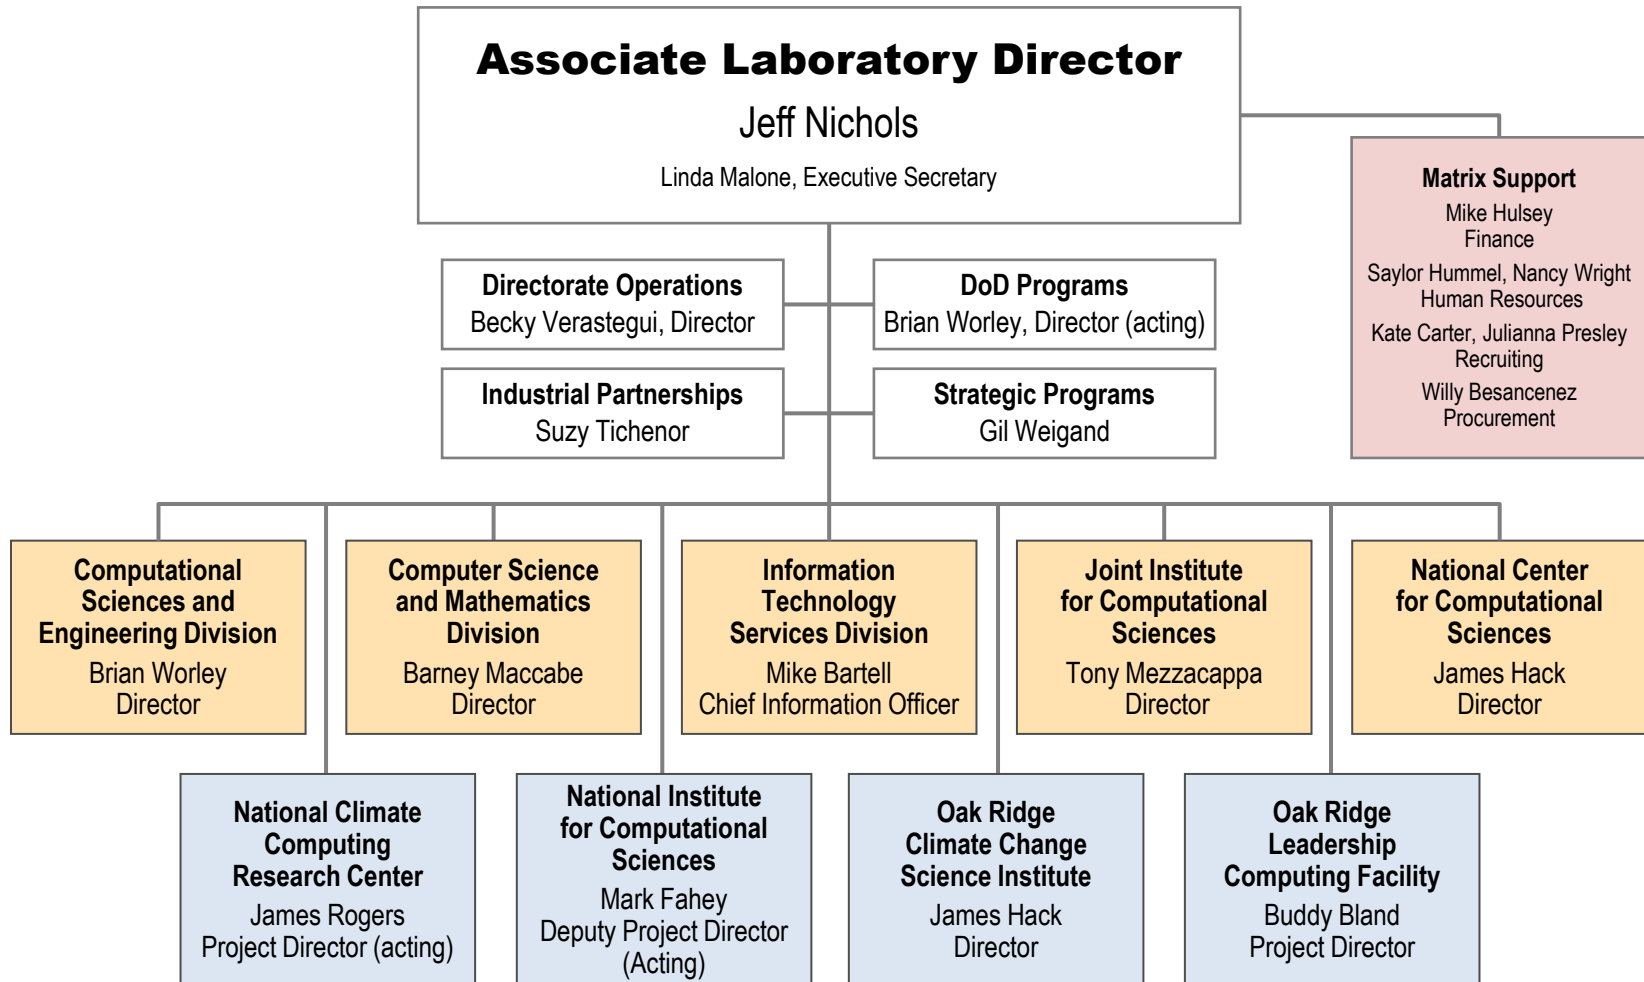 Associate Laboratory Director
Jeff Nichols
Linda Malone, Executive Secretary
Matrix Support
Mike Hulsey
Finance
Saylor Hummel, Nancy Wright
Human Resources
Kate Carter, Julianna Presley
Recruiting
Willy Besancenez
Procurement
Directorate Operations
Becky Verastegui, Director
DoD Programs
Brian Worley, Director (acting)
Industrial Partnerships
Suzy Tichenor
Strategic Programs
Gil Weigand
Computational
Sciences and
Engineering Division
Brian Worley
Director
Computer Science
and Mathematics
Division
Barney Maccabe
Director
Information
Technology
Services Division
Mike Bartell
Chief Information Officer
Joint Institute
for Computational
Sciences
Tony Mezzacappa
Director
National Center
for Computational
Sciences
James Hack
Director
National Climate
Computing
Research Center
James Rogers
Project Director (acting)
National Institute
for Computational
Sciences
Mark Fahey
Deputy Project Director
(Acting)
Oak Ridge
Climate Change
Science Institute
James Hack
Director
Oak Ridge
Leadership
Computing Facility
Buddy Bland
Project Director